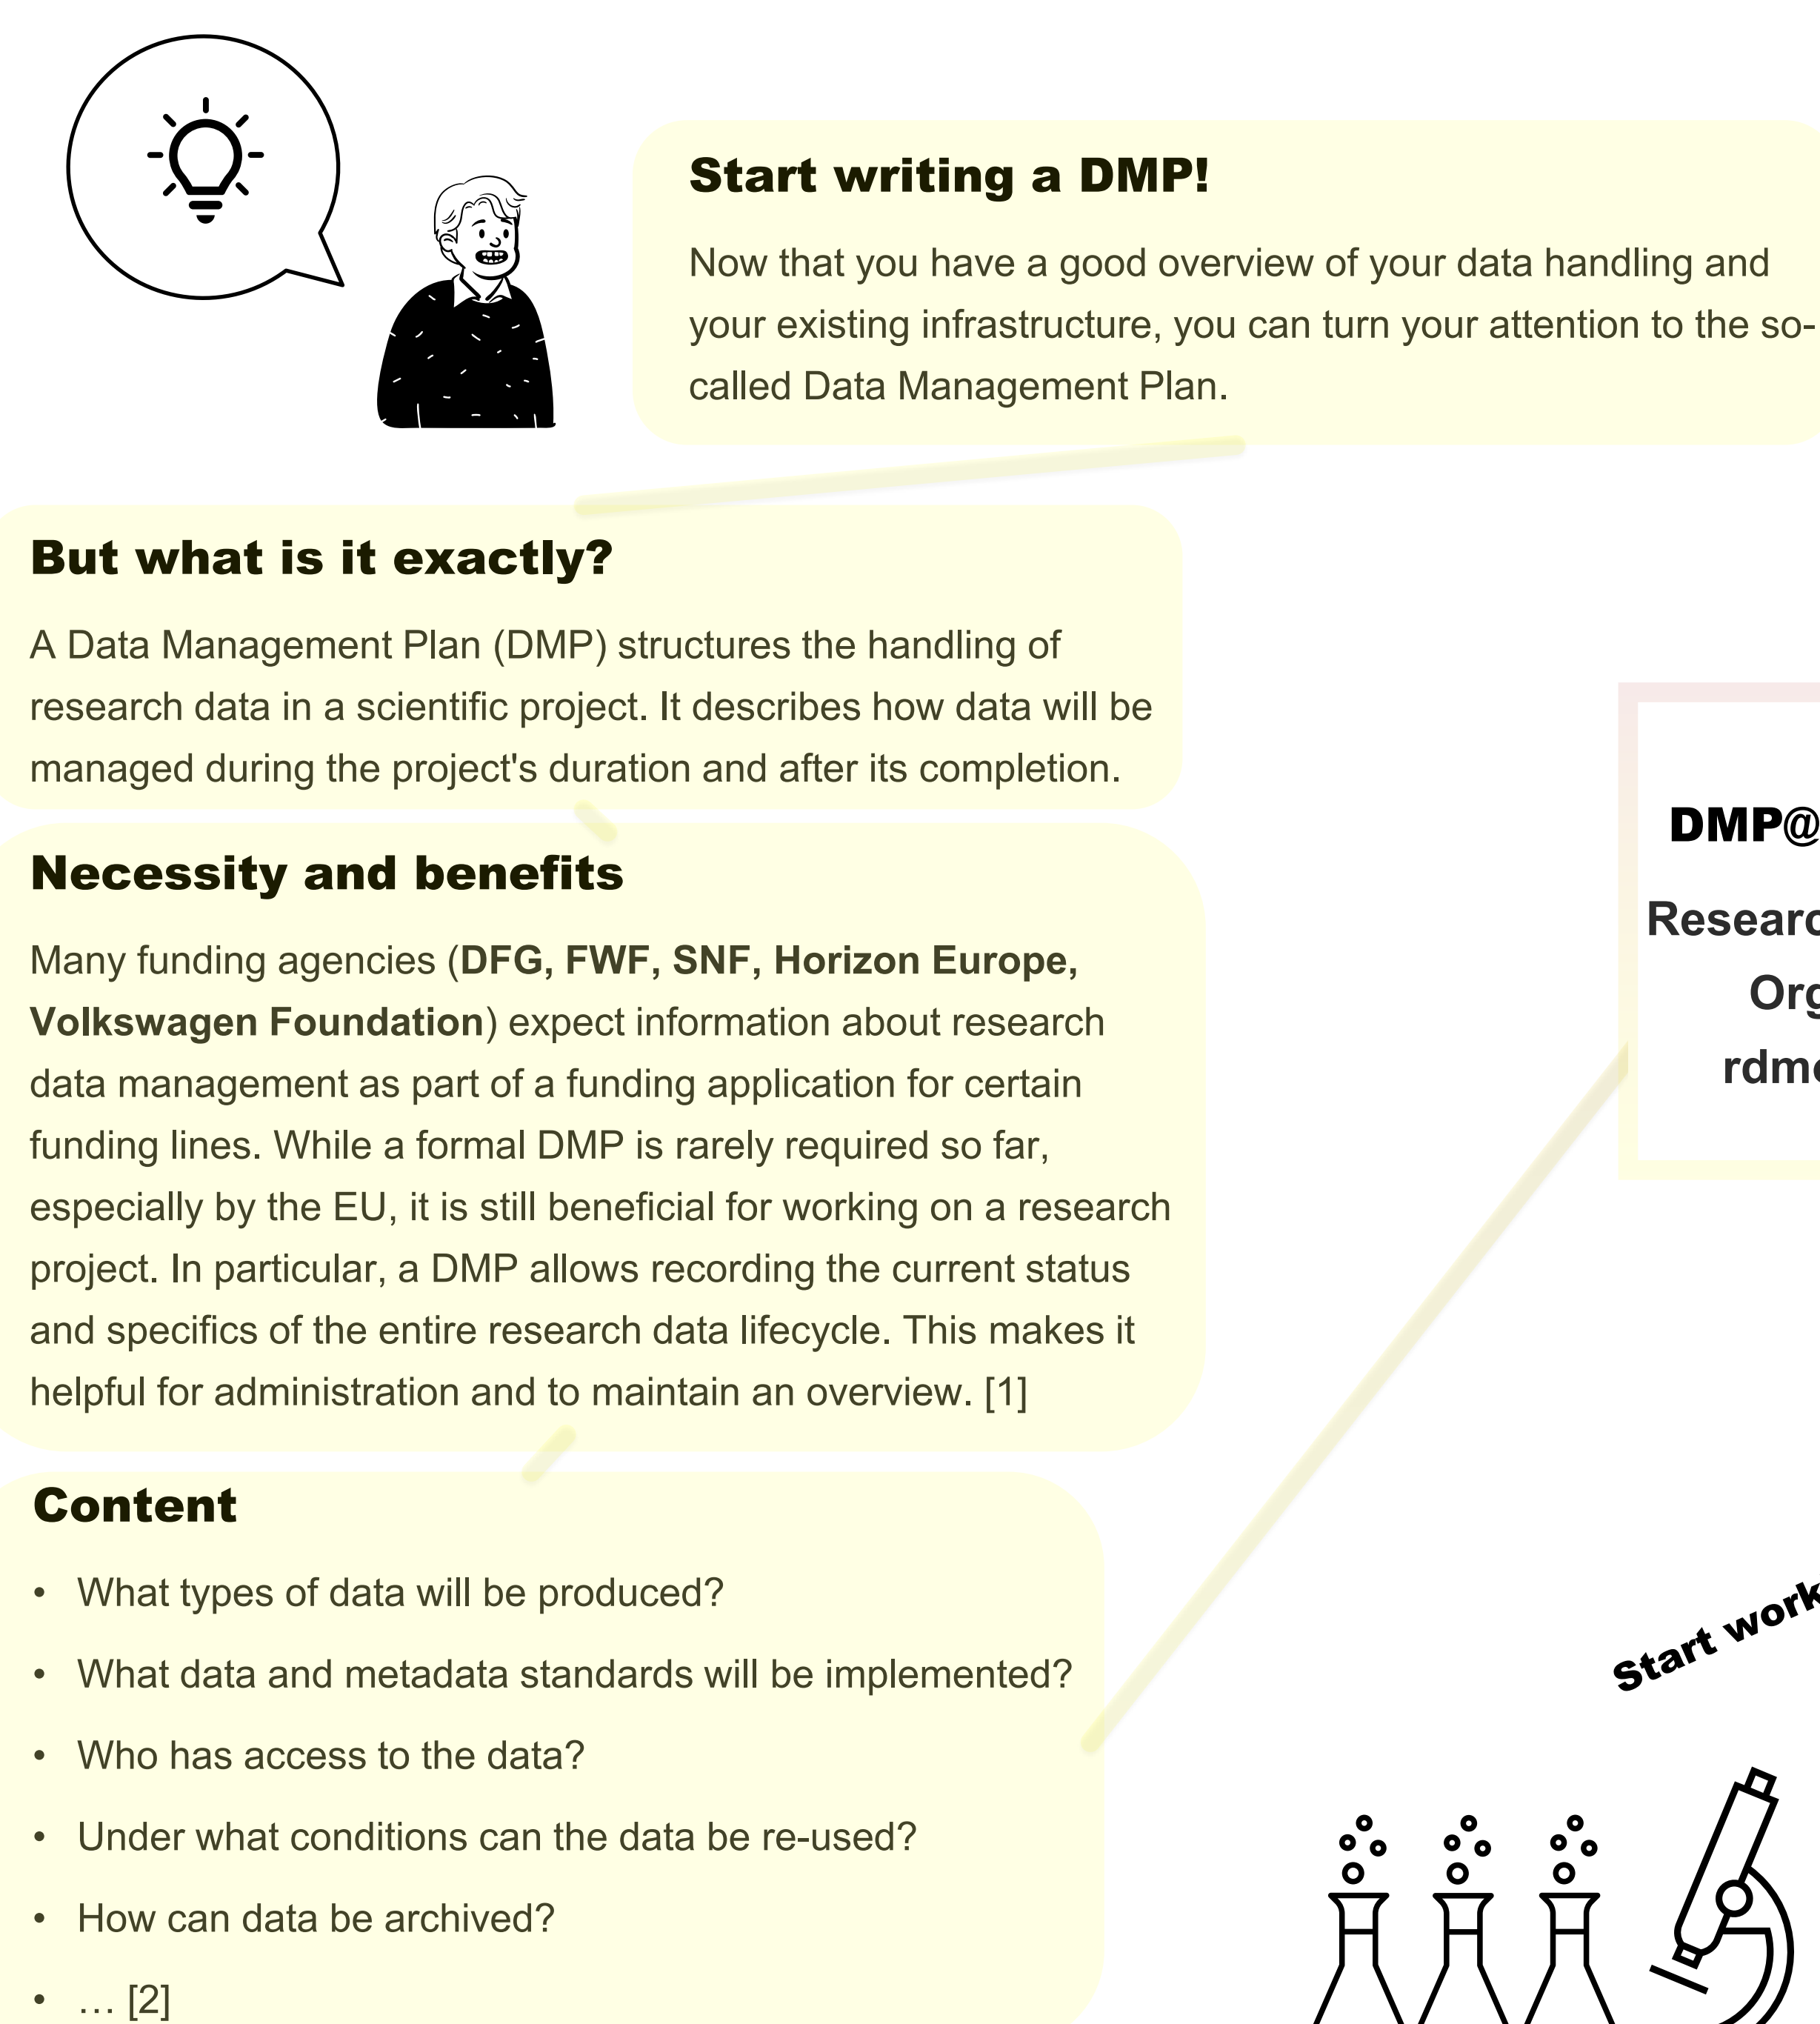 Start writing a DMP!
Now that you have a good overview of your data handling and
your existing infrastructure, you can turn your attention to the so-
called Data Management Plan.
But what is it exactly?
A Data Management Plan (DMP) structures the handling of
research data in a scientific project. It describes how data will be
managed during the project's duration and after its completion.
Necessity and benefits
Many funding agencies (DFG, FWF, SNF, Horizon Europe,
Volkswagen Foundation) expect information about research
data management as part of a funding application for certain
funding lines. While a formal DMP is rarely required so far,
especially by the EU, it is still beneficial for working on a research
project. In particular, a DMP allows recording the current status
and specifics of the entire research data lifecycle. This makes it
helpful for administration and to maintain an overview. [1]
Content
• What types of data will be produced?
• What data and metadata standards will be implemented?
• Who has access to the data?
• Under what conditions can the data be re-used?
• How can data be archived?
• … [2]
DMP@
Start